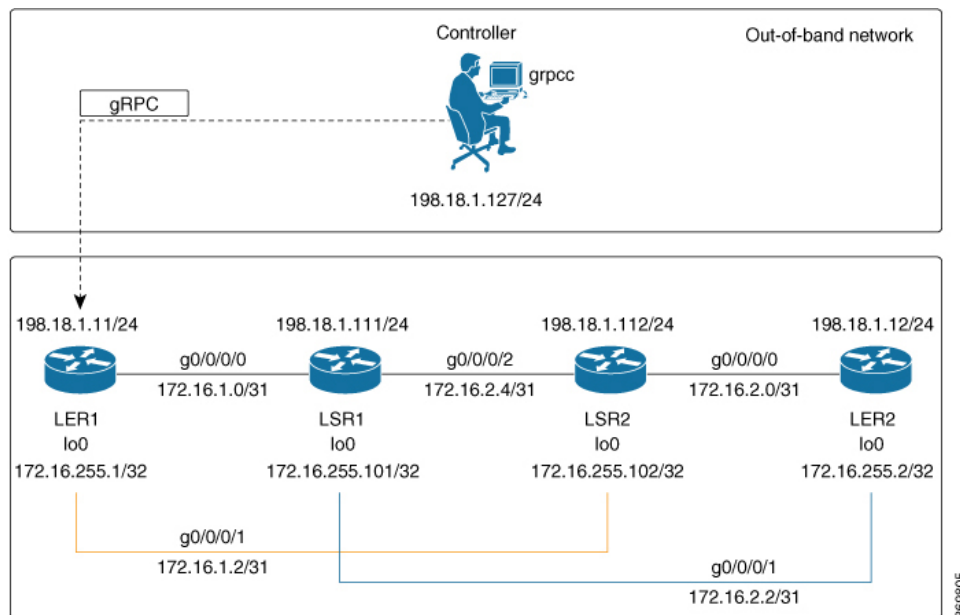 Controller
Out-of-band network
grpcc
gRPC
198.18.1.127/24
198.18.1.11/24
198.18.1.111/24
198.18.1.112/24
198.18.1.12/24
g0/0/0/0
g0/0/0/2
g0/0/0/0
172.16.1.0/31
172.16.2.4/31
172.16.2.0/31
LER1
LSR1
LSR2
LER2
lo0
lo0
lo0
lo0
172.16.255.1/32
172.16.255.101/32
172.16.255.102/32
172.16.255.2/32
g0/0/0/1
172.16.1.2/31
g0/0/0/1
172.16.2.2/31